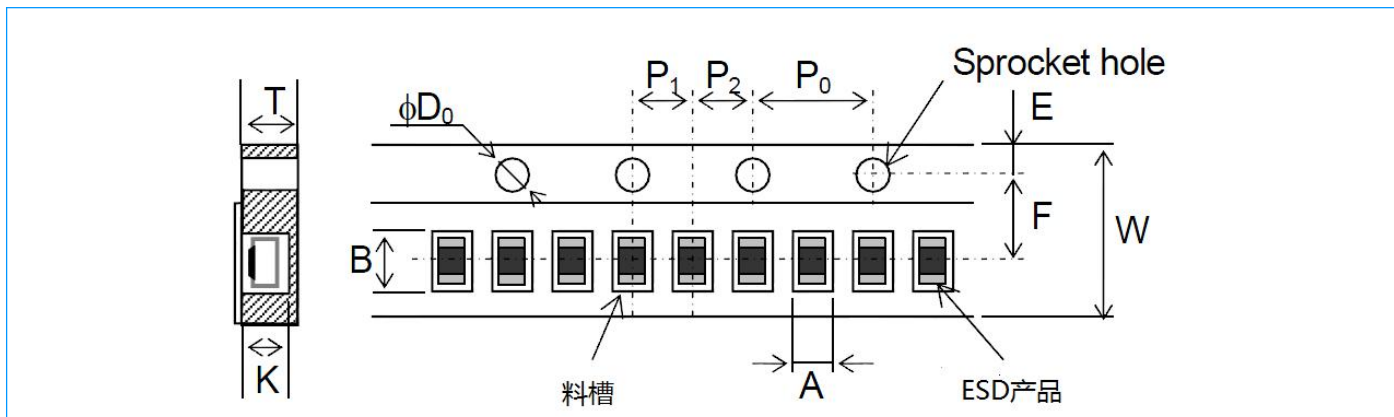 Sprocket hole
P₁
P₂
P₀
E
T
ϕD₀
F
W
B
K
料槽
A
ESD产品